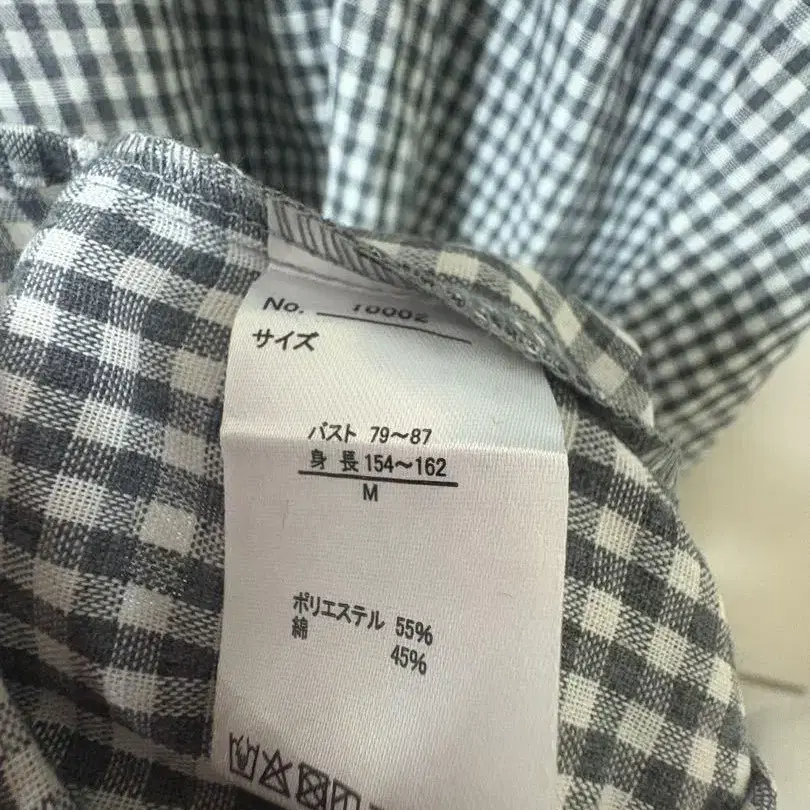 No. 10002
サイズ
バスト 79〜87
身 長 154〜162
M
ポリエステル 55%
綿 45%